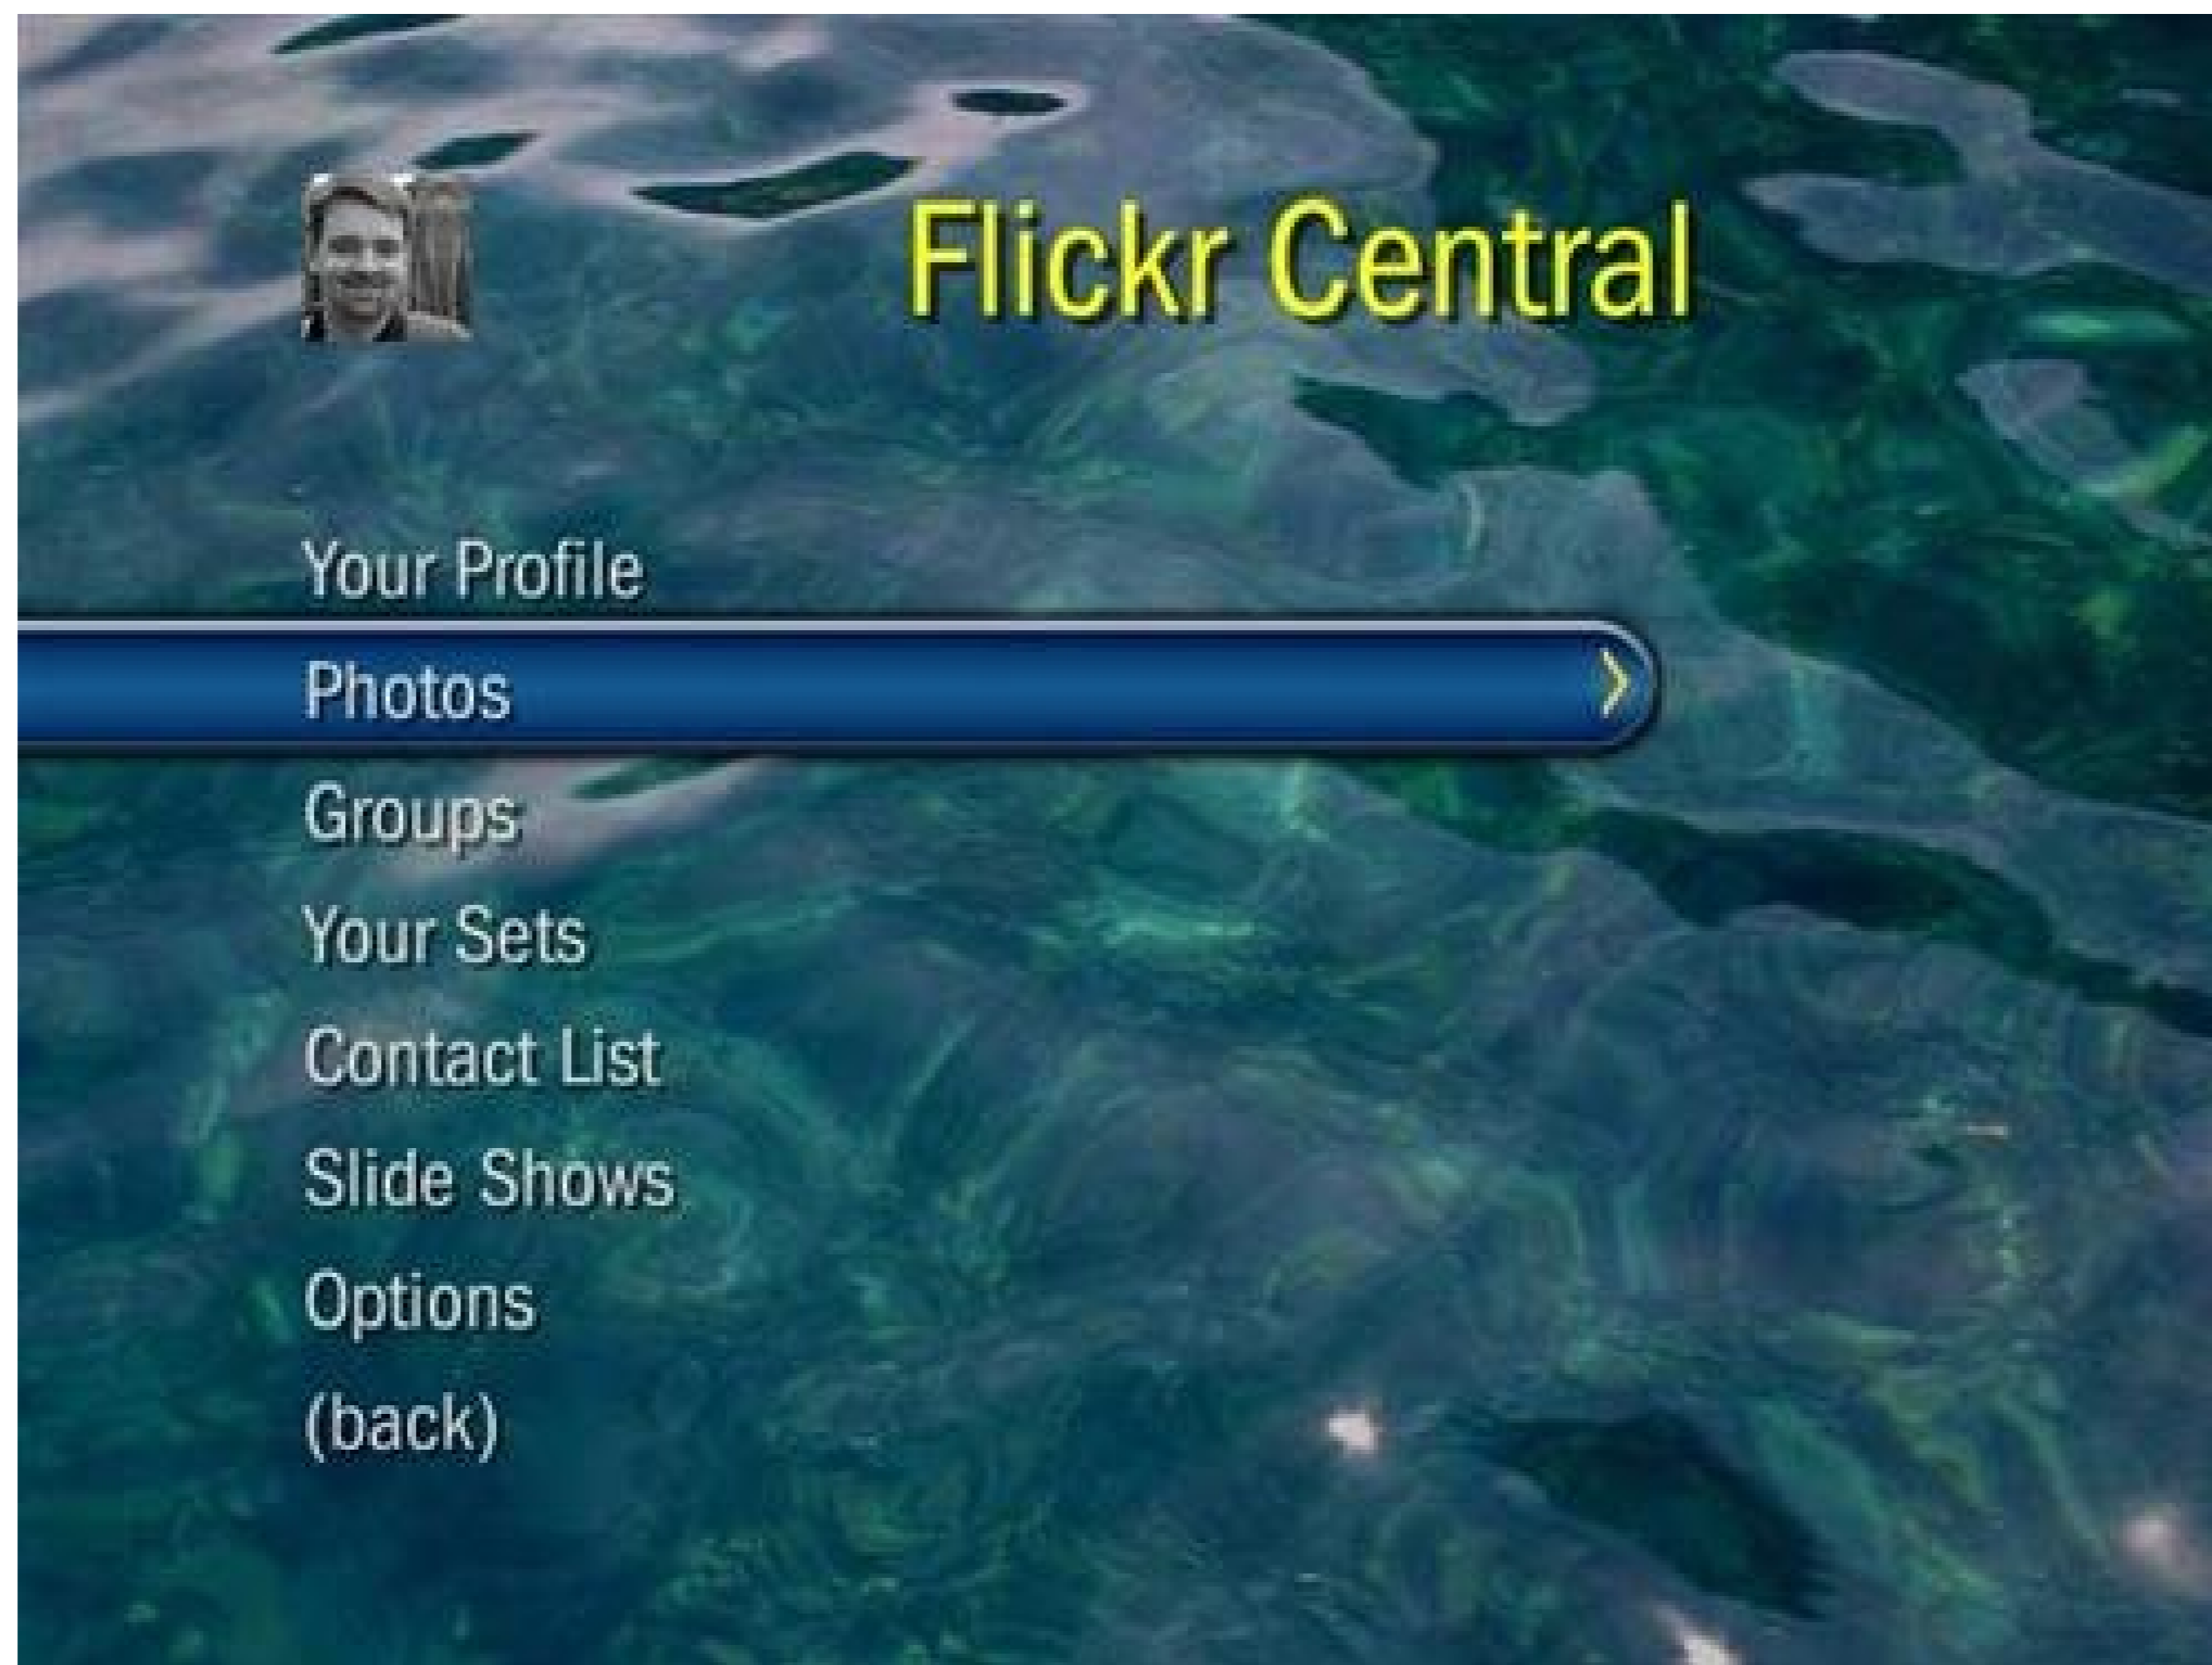 Flickr Central
Your Profile
Photos
Groups
Your Sets
Contact List
Slide Shows
Options
(back)